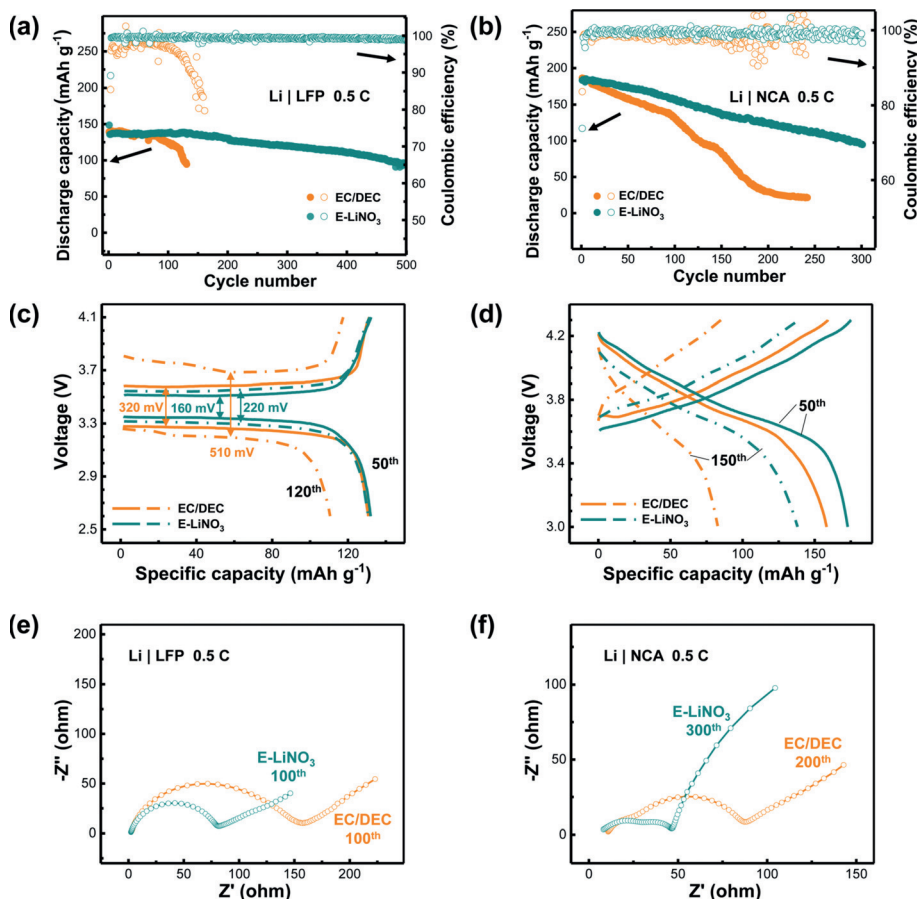 (a)
Discharge capacity (mAh g⁻¹)
250
200
150
100
50
0
Li | LFP 0.5 C
EC/DEC
E-LiNO₃
100
90
80
70
60
50
Coulombic efficiency (%)
0 100 200 300 400 500
Cycle number
(b)
Discharge capacity (mAh g⁻¹)
250
200
150
100
50
0
Li | NCA 0.5 C
EC/DEC
E-LiNO₃
100
90
80
70
60
50
Coulombic efficiency (%)
0 50 100 150 200 250 300
Cycle number
(c)
Voltage (V)
4.1
3.7
3.3
2.9
2.5
320 mV
160 mV
220 mV
510 mV
120ᵗʰ
50ᵗʰ
EC/DEC
E-LiNO₃
0 40 80 120
Specific capacity (mAh g⁻¹)
(d)
Voltage (V)
4.2
3.8
3.4
3.0
50ᵗʰ
150ᵗʰ
EC/DEC
E-LiNO₃
0 50 100 150
Specific capacity (mAh g⁻¹)
(e)
-Z'' (ohm)
200
150
100
50
0
Li | LFP 0.5 C
E-LiNO₃
100ᵗʰ
EC/DEC
100ᵗʰ
0 50 100 150 200
Z' (ohm)
(f)
-Z'' (ohm)
100
50
0
Li | NCA 0.5 C
E-LiNO₃
300ᵗʰ
EC/DEC
200ᵗʰ
0 50 100 150
Z' (ohm)